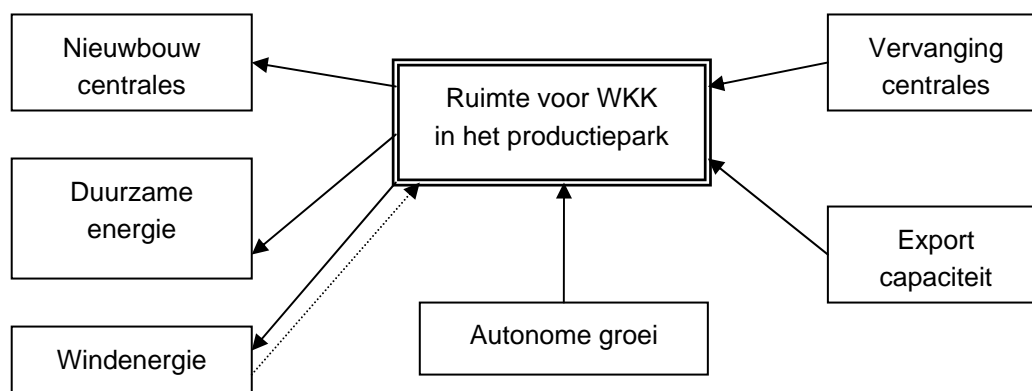 Nieuwbouw
centrales
Ruimte voor WKK
in het productiepark
Vervanging
centrales
Duurzame
energie
Export
capaciteit
Autonome groei
Windenergie